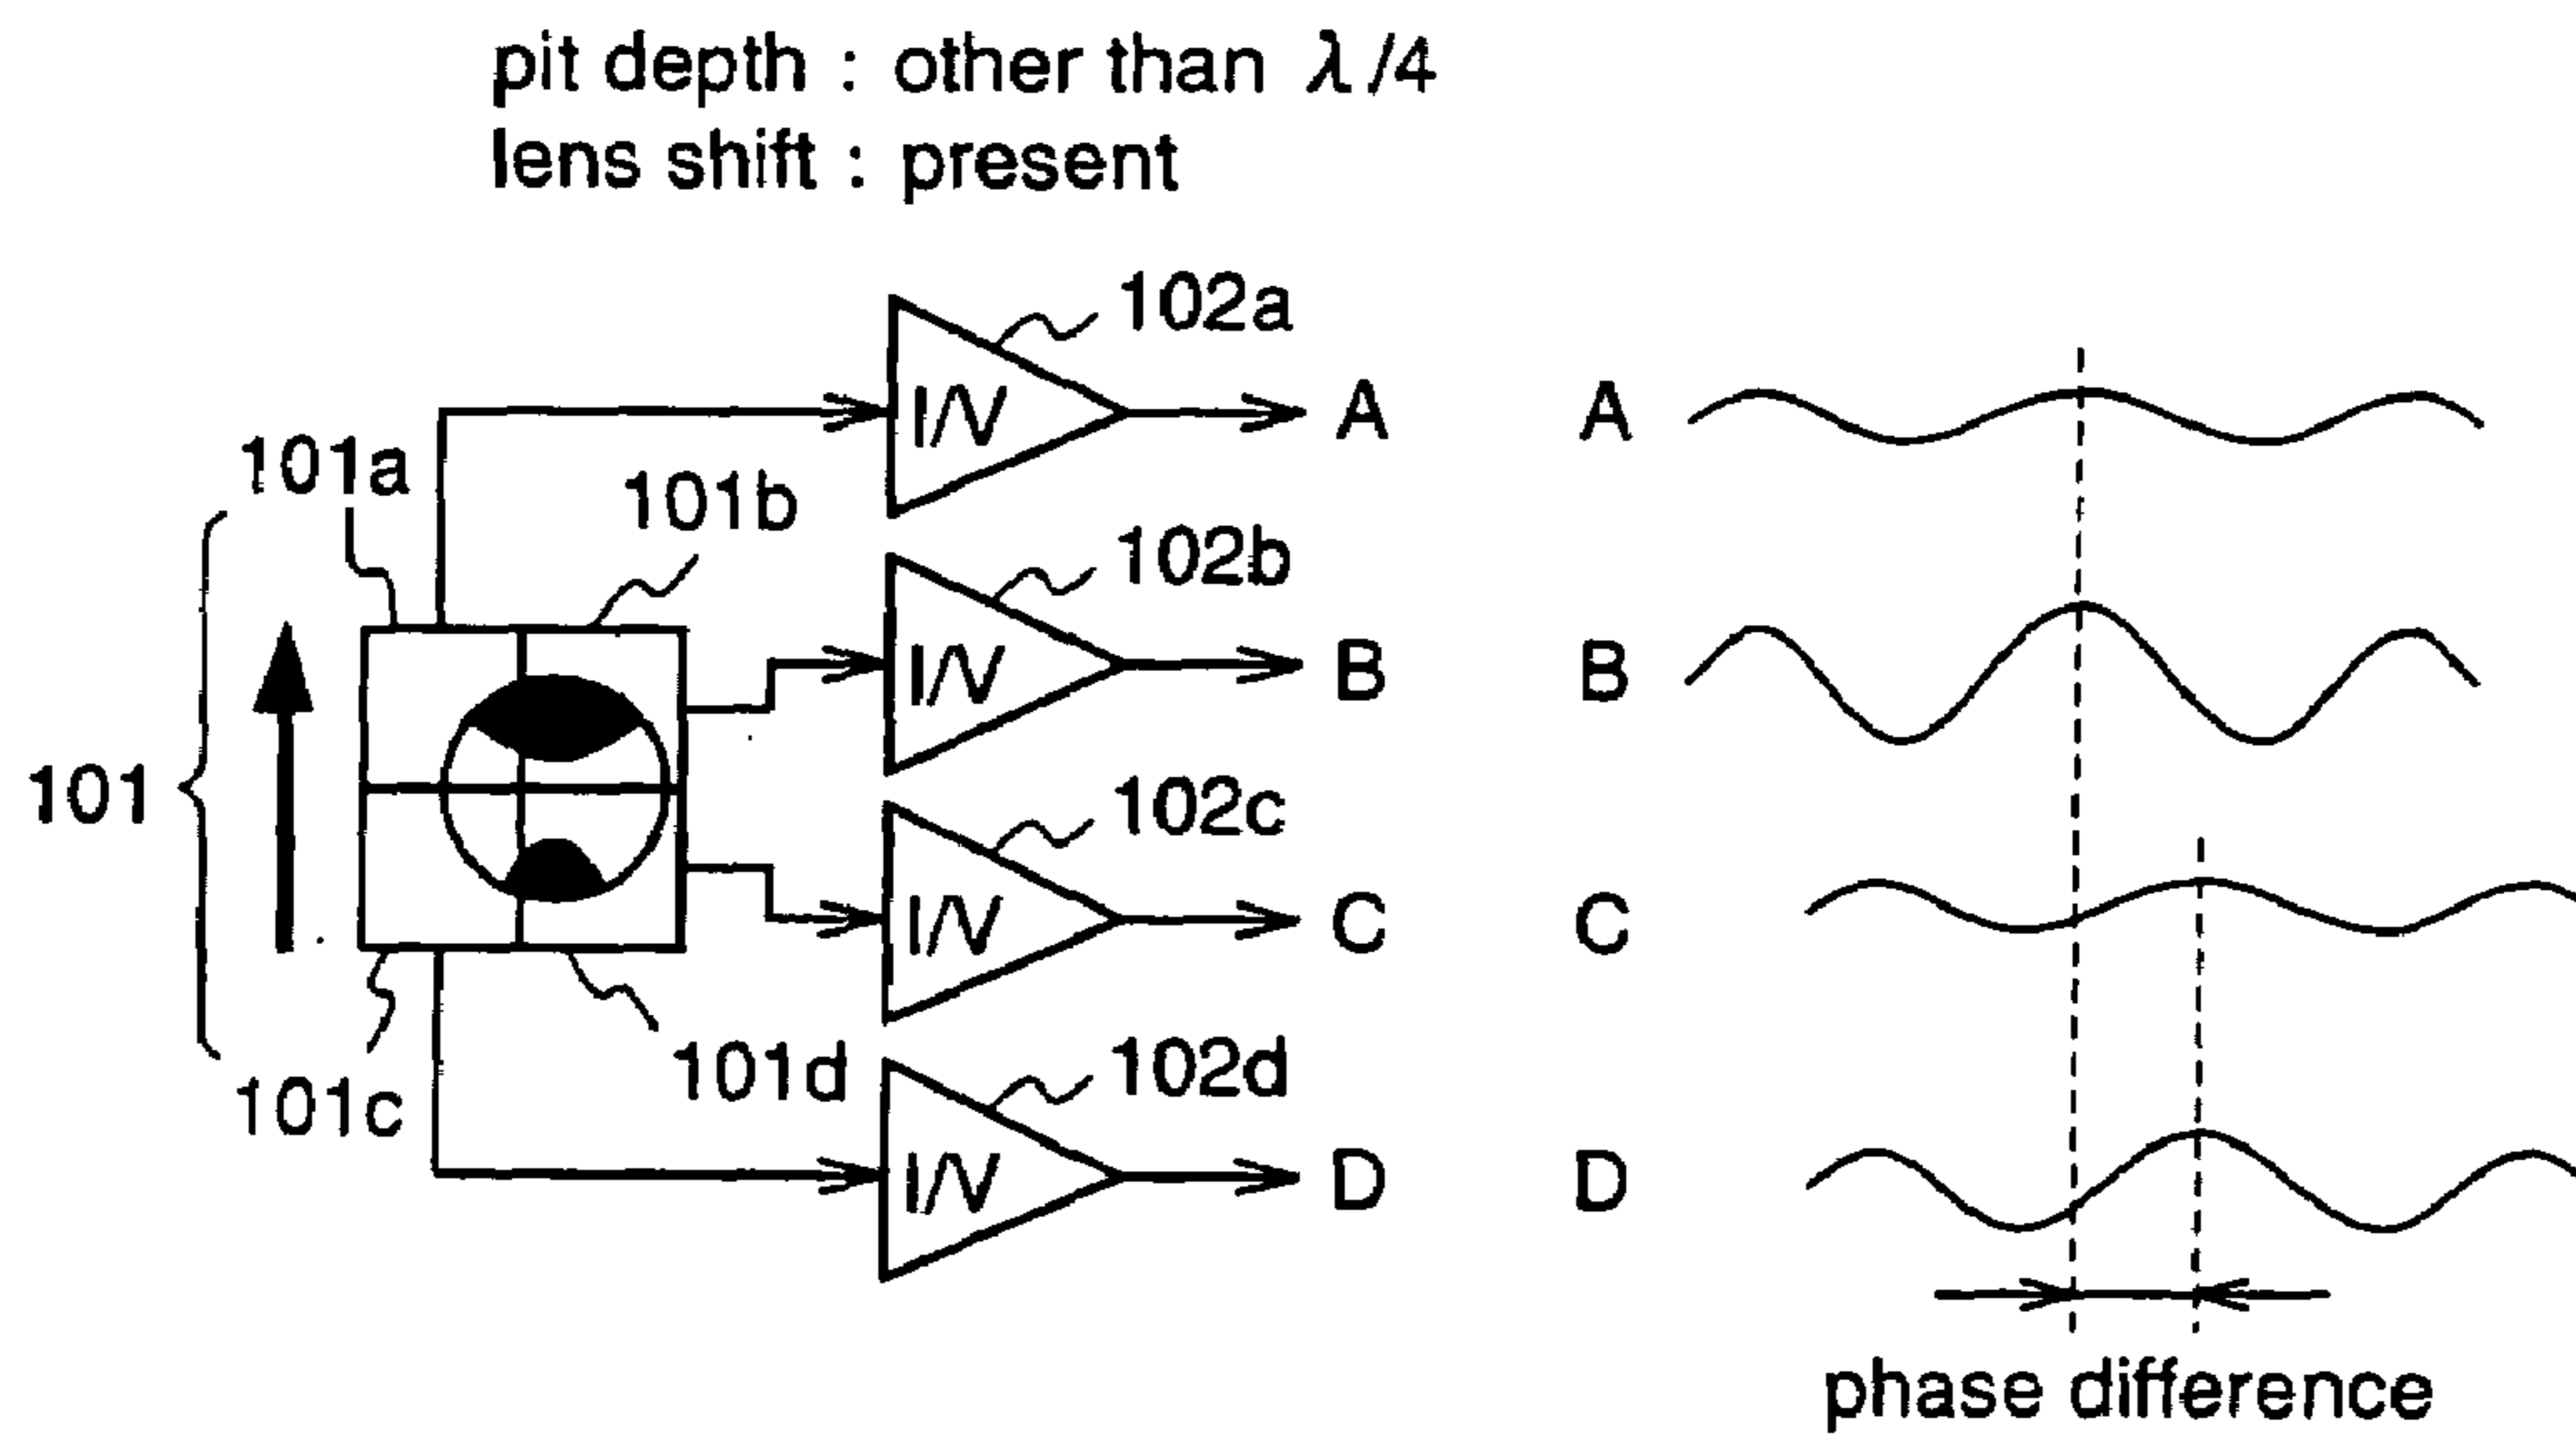 pit depth : other than λ/4
lens shift : present
102a
I/V
A
A
101a
101b
102b
I/V
B
B
101
102c
I/V
C
C
101c
101d
102d
I/V
D
D
phase difference